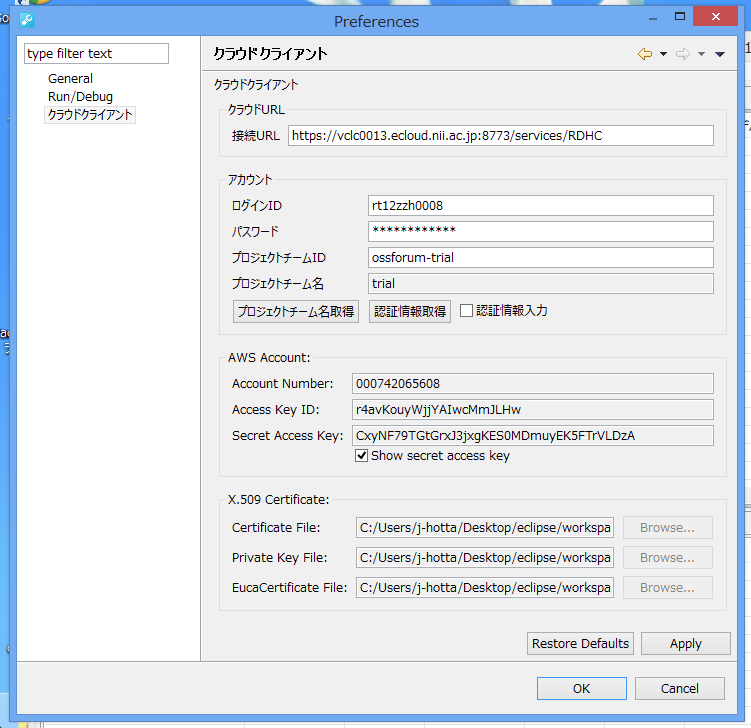 Preferences
type filter text
General
Run/Debug
クラウドクライアント
クラウドクライアント
クラウドクライアント
クラウドURL
接続URL https://vclc0013.ecloud.nii.ac.jp:8773/services/RDHC
アカウント
ログインID rt12zzh0008
パスワード ************
プロジェクトチームID ossforum-trial
プロジェクトチーム名 trial
プロジェクトチーム名取得 認証情報取得 認証情報入力
AWS Account:
Account Number: 000742065608
Access Key ID: r4avKouyWjjYAIwcMmJLHw
Secret Access Key: CxyNF79TGtGrxJ3jxgKES0MDmuyEK5FTrVLDzA
Show secret access key
X.509 Certificate:
Certificate File: C:/Users/j-hotta/Desktop/eclipse/workspa Browse...
Private Key File: C:/Users/j-hotta/Desktop/eclipse/workspa Browse...
EucaCertificate File: C:/Users/j-hotta/Desktop/eclipse/workspa Browse...
Restore Defaults Apply
OK Cancel